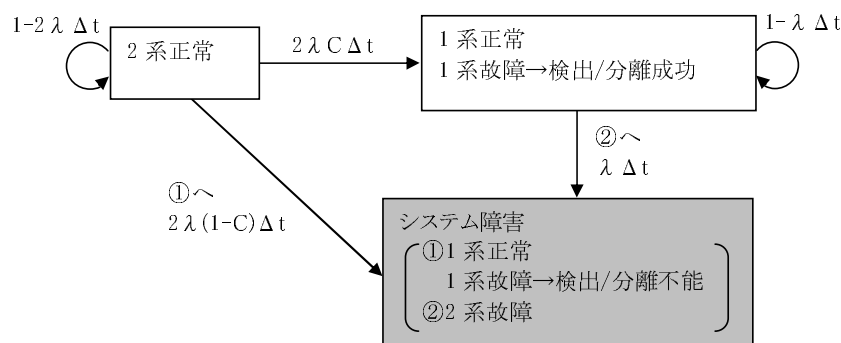 1-2λΔt
2系正常
2λCΔt
1系正常
1系故障→検出/分離成功
1-λΔt
①へ
2λ(1-C)Δt
②へ
λΔt
システム障害
①1系正常
1系故障→検出/分離不能
②2系故障